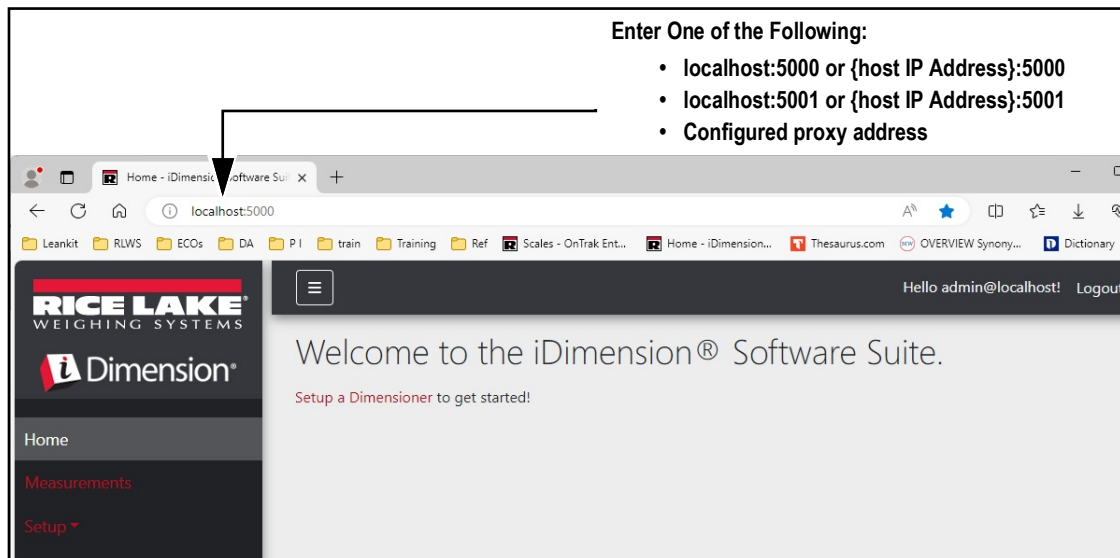 Enter One of the Following:
• localhost:5000 or {host IP Address}:5000
• localhost:5001 or {host IP Address}:5001
• Configured proxy address
Home - iDimension Software Sui
localhost:5000
Leankit RLWS ECOs DA P I train Training Ref Scales - OnTrak Ent... Home - iDimension... Thesaurus.com OVERVIEW Synony... Dictionary
RICE LAKE®
WEIGHING SYSTEMS
iDimension®
Hello admin@localhost! Logout
Welcome to the iDimension® Software Suite.
Setup a Dimensioner to get started!
Home
Measurements
Setup